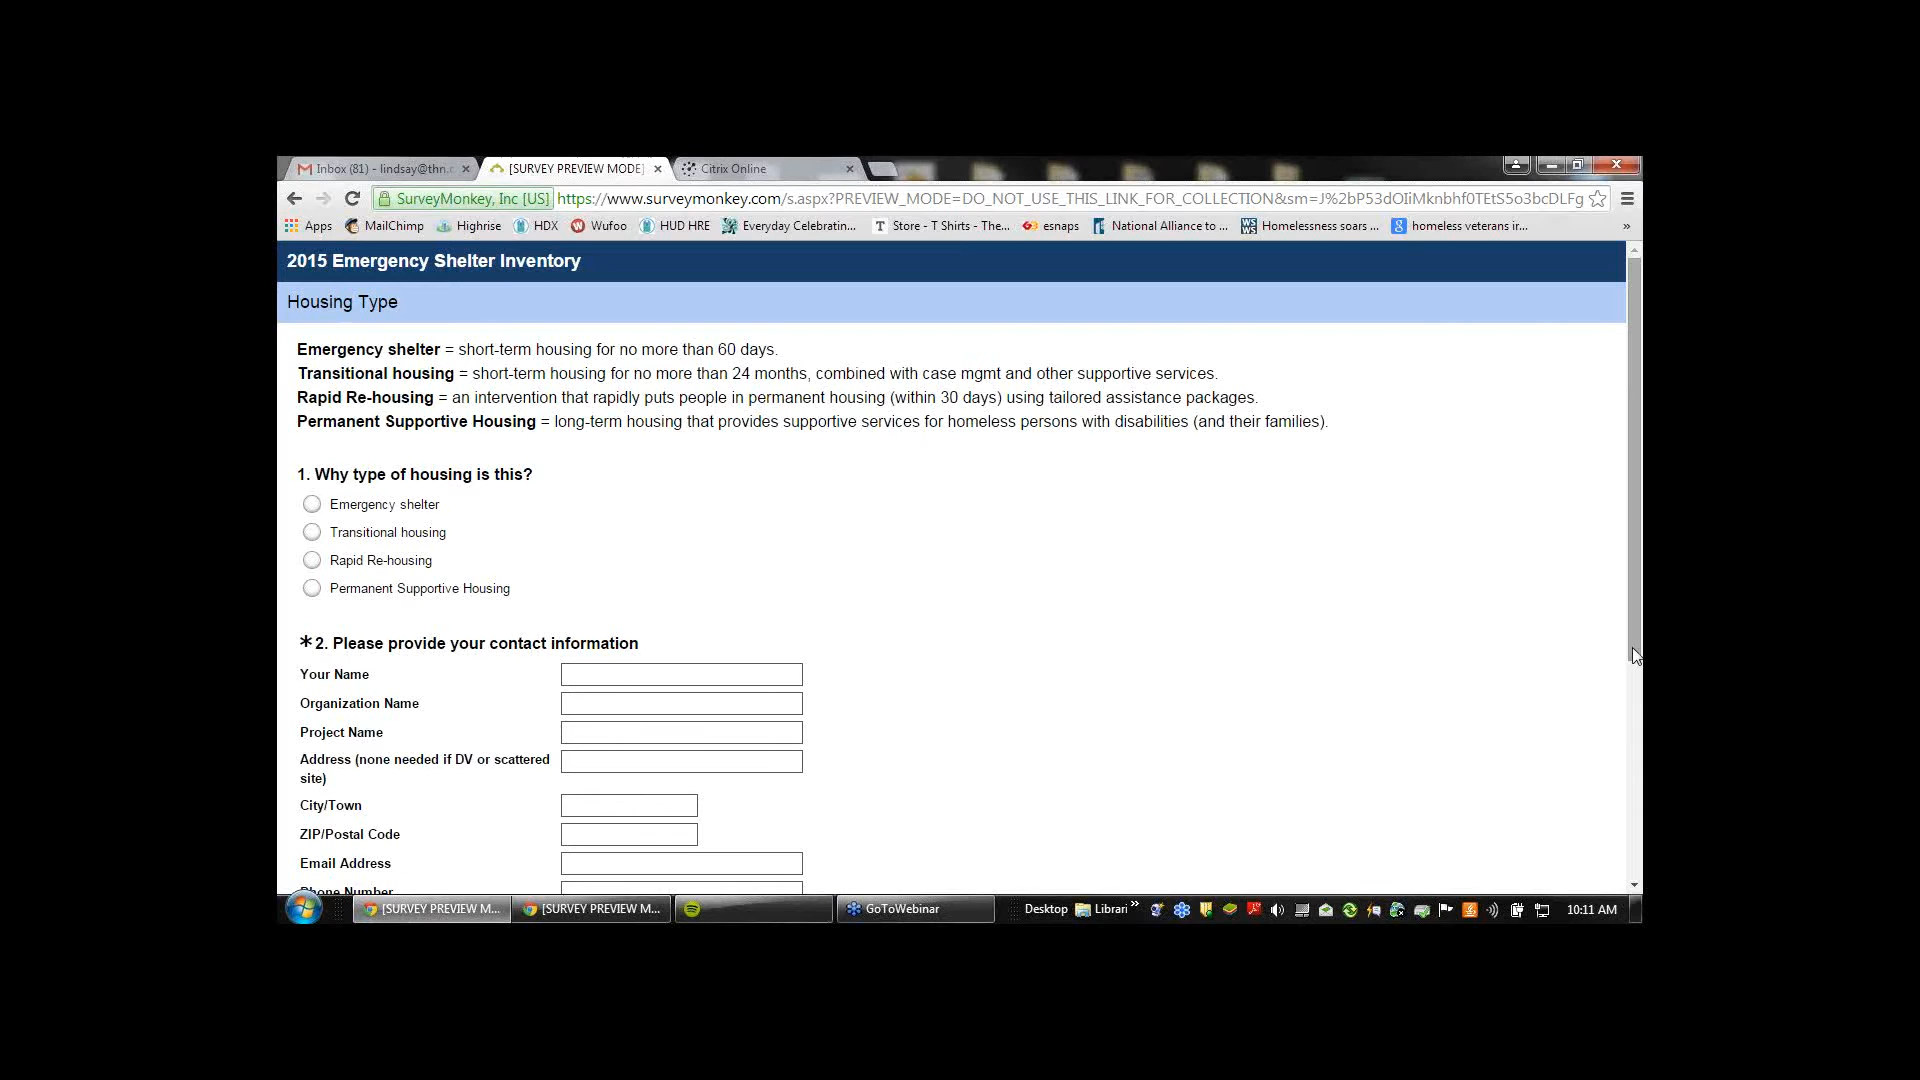 Inbox (81) - lindsay@thn.
[SURVEY PREVIEW MODE]
Citrix Online
SurveyMonkey, Inc [US] https://www.surveymonkey.com/s.aspx?PREVIEW_MODE=DO_NOT_USE_THIS_LINK_FOR_COLLECTION&sm=J%2bP53dOIiMknbhf0TEtS5o3bcDLFg
Apps MailChimp Highrise HDX Wufoo HUD HRE Everyday Celebratin... Store - T Shirts - The... esnaps National Alliance to ... Homelessness soars ... homeless veterans ir... »
2015 Emergency Shelter Inventory
Housing Type
Emergency shelter = short-term housing for no more than 60 days.
Transitional housing = short-term housing for no more than 24 months, combined with case mgmt and other supportive services.
Rapid Re-housing = an intervention that rapidly puts people in permanent housing (within 30 days) using tailored assistance packages.
Permanent Supportive Housing = long-term housing that provides supportive services for homeless persons with disabilities (and their families).
1. Why type of housing is this?
Emergency shelter
Transitional housing
Rapid Re-housing
Permanent Supportive Housing
*2. Please provide your contact information
Your Name
Organization Name
Project Name
Address (none needed if DV or scattered
site)
City/Town
ZIP/Postal Code
Email Address
Phone Number
[SURVEY PREVIEW M... [SURVEY PREVIEW M... GoToWebinar Desktop Librari » 10:11 AM